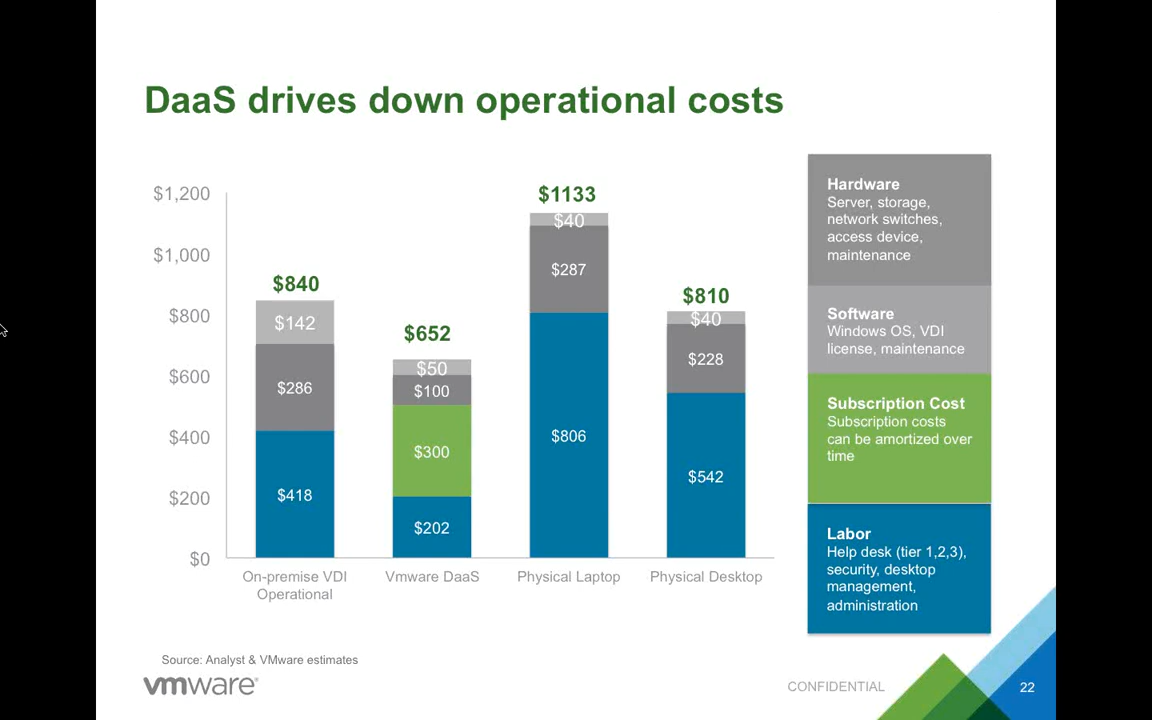 DaaS drives down operational costs
$1,200
$1,000
$800
$600
$400
$200
$0
$840
$142
$286
$418
$652
$50
$100
$300
$202
$1133
$40
$287
$806
$810
$40
$228
$542
On-premise VDI
Operational
Vmware DaaS
Physical Laptop
Physical Desktop
Hardware
Server, storage,
network switches,
access device,
maintenance
Software
Windows OS, VDI
license, maintenance
Subscription Cost
Subscription costs
can be amortized over
time
Labor
Help desk (tier 1,2,3),
security, desktop
management,
administration
Source: Analyst & VMware estimates
vmware®
CONFIDENTIAL
22